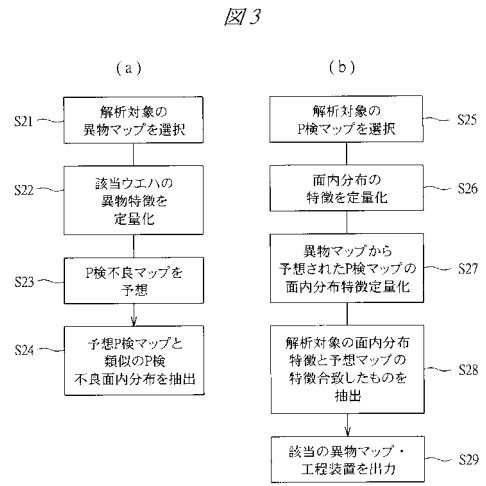 図3
(a)
S21
解析対象の
異物マップを選択
S22
該当ウエハの
異物特徴を
定量化
S23
P検不良マップを
予想
S24
予想P検マップと
類似のP検
不良面内分布を抽出
(b)
解析対象の
P検マップを選択
S25
面内分布の
特徴を定量化
S26
異物マップから
予想されたP検マップの
面内分布特徴定量化
S27
解析対象の面内分布
特徴と予想マップの
特徴合致したものを
抽出
S28
該当の異物マップ・
工程装置を出力
S29